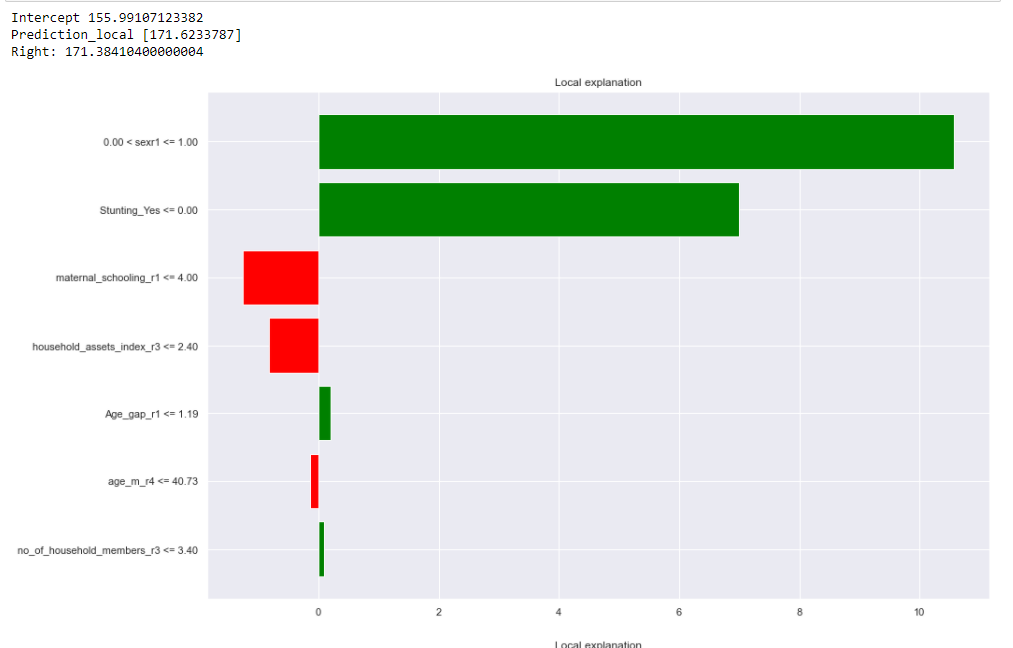 Intercept 155.99107123382
Prediction_local [171.6233787]
Right: 171.38410400000004
Local explanation
0.00 < sexr1 <= 1.00
Stunting_Yes <= 0.00
maternal_schooling_r1 <= 4.00
household_assets_index_r3 <= 2.40
Age_gap_r1 <= 1.19
age_m_r4 <= 40.73
no_of_household_members_r3 <= 3.40
0 2 4 6 8 10
Local explanation